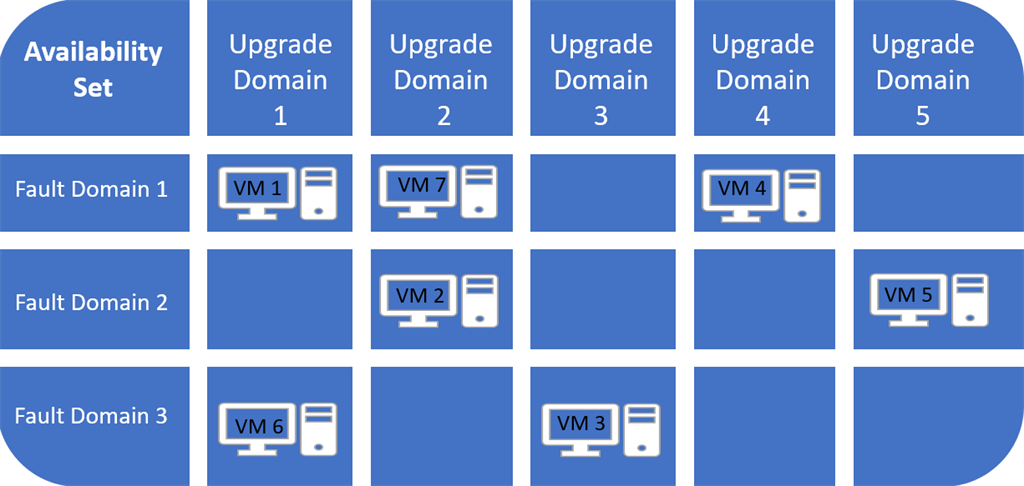 Availability
Set
Upgrade
Domain
1
Upgrade
Domain
2
Upgrade
Domain
3
Upgrade
Domain
4
Upgrade
Domain
5
Fault Domain 1
VM 1
VM 7
VM 4
Fault Domain 2
VM 2
VM 5
Fault Domain 3
VM 6
VM 3